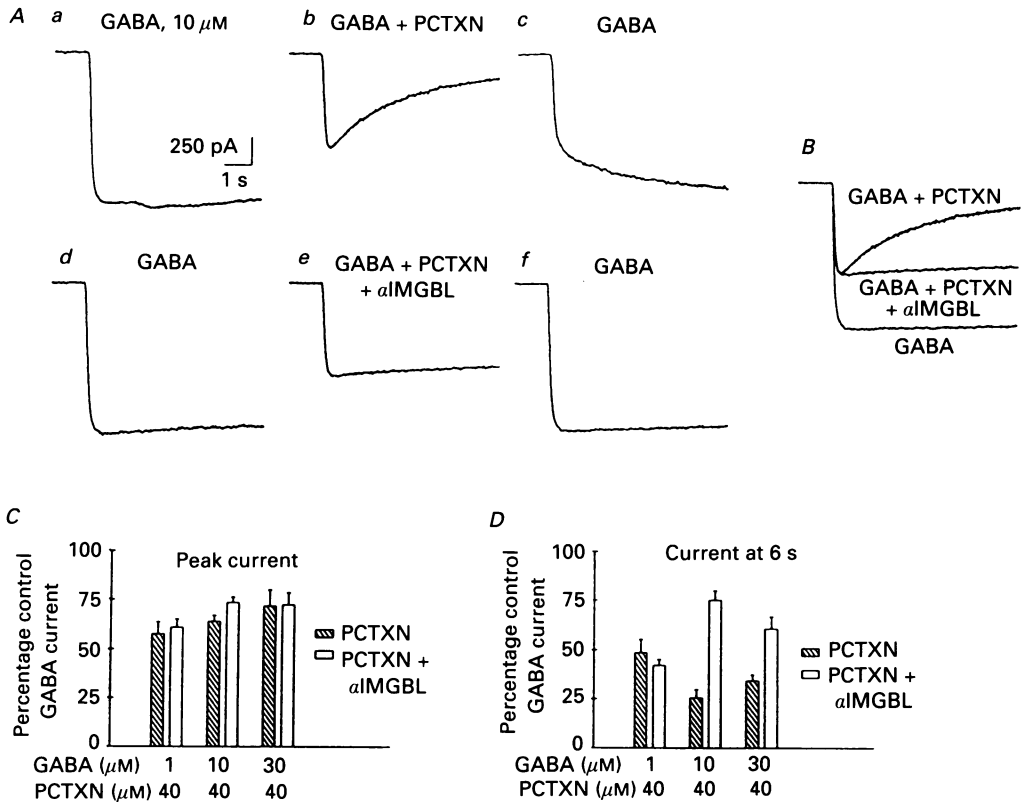 A
a
GABA, 10 μM
b
GABA + PCTXN
c
GABA
250 pA
1 s
B
GABA + PCTXN
GABA + PCTXN
+ αIMGBL
GABA
d
GABA
e
GABA + PCTXN
+ αIMGBL
f
GABA
C
Percentage control
GABA current
100
75
50
25
0
Peak current
PCTXN
PCTXN +
αIMGBL
GABA (μM) 1 10 30
PCTXN (μM) 40 40 40
D
Percentage control
GABA current
100
75
50
25
0
Current at 6 s
PCTXN
PCTXN +
αIMGBL
GABA (μM) 1 10 30
PCTXN (μM) 40 40 40